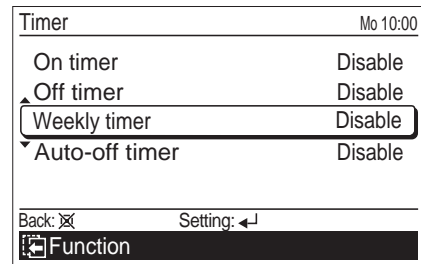 Timer Mo 10:00
On timer Disable
Off timer Disable
Weekly timer Disable
Auto-off timer Disable
Back: Setting:
Function